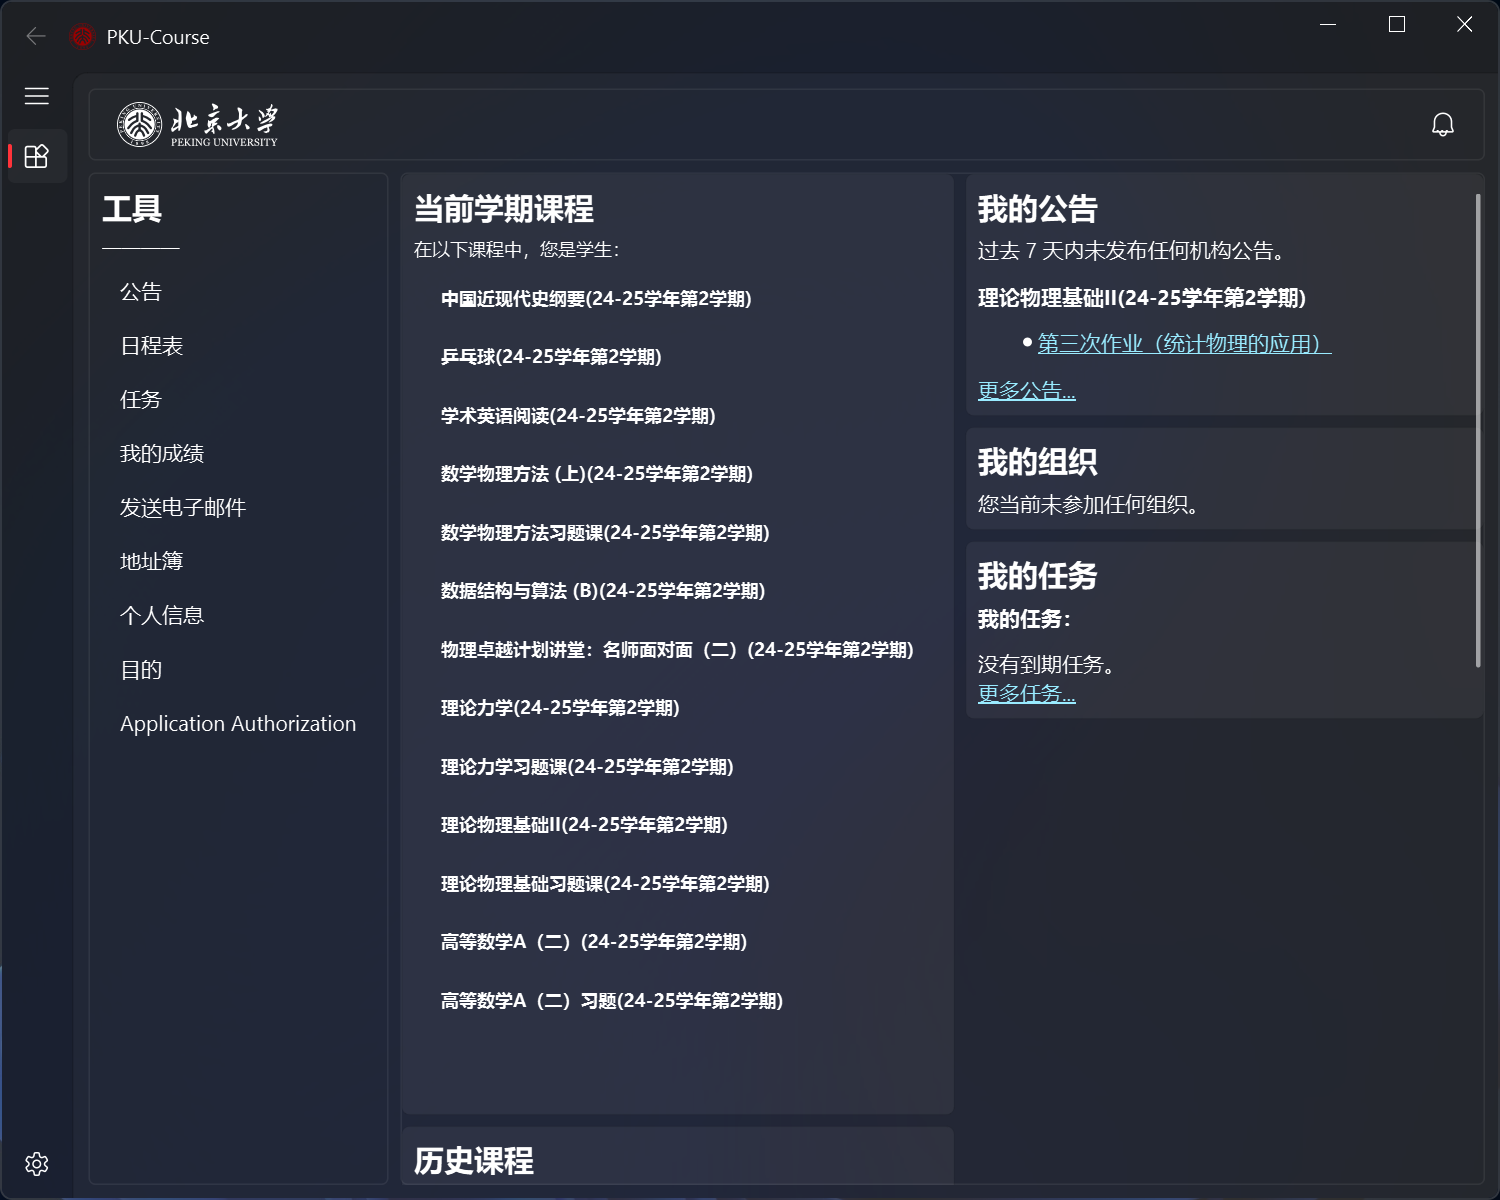 PKU-Course
北京大学
PEKING UNIVERSITY
工具
公告
日程表
任务
我的成绩
发送电子邮件
地址簿
个人信息
目的
Application Authorization
当前学期课程
在以下课程中，您是学生：
中国近现代史纲要(24-25学年第2学期)
乒乓球(24-25学年第2学期)
学术英语阅读(24-25学年第2学期)
数学物理方法 (上)(24-25学年第2学期)
数学物理方法习题课(24-25学年第2学期)
数据结构与算法 (B)(24-25学年第2学期)
物理卓越计划讲堂：名师面对面（二）(24-25学年第2学期)
理论力学(24-25学年第2学期)
理论力学习题课(24-25学年第2学期)
理论物理基础II(24-25学年第2学期)
理论物理基础习题课(24-25学年第2学期)
高等数学A（二）(24-25学年第2学期)
高等数学A（二）习题(24-25学年第2学期)
历史课程
我的公告
过去 7 天内未发布任何机构公告。
理论物理基础II(24-25学年第2学期)
第三次作业（统计物理的应用）
更多公告...
我的组织
您当前未参加任何组织。
我的任务
我的任务：
没有到期任务。
更多任务...